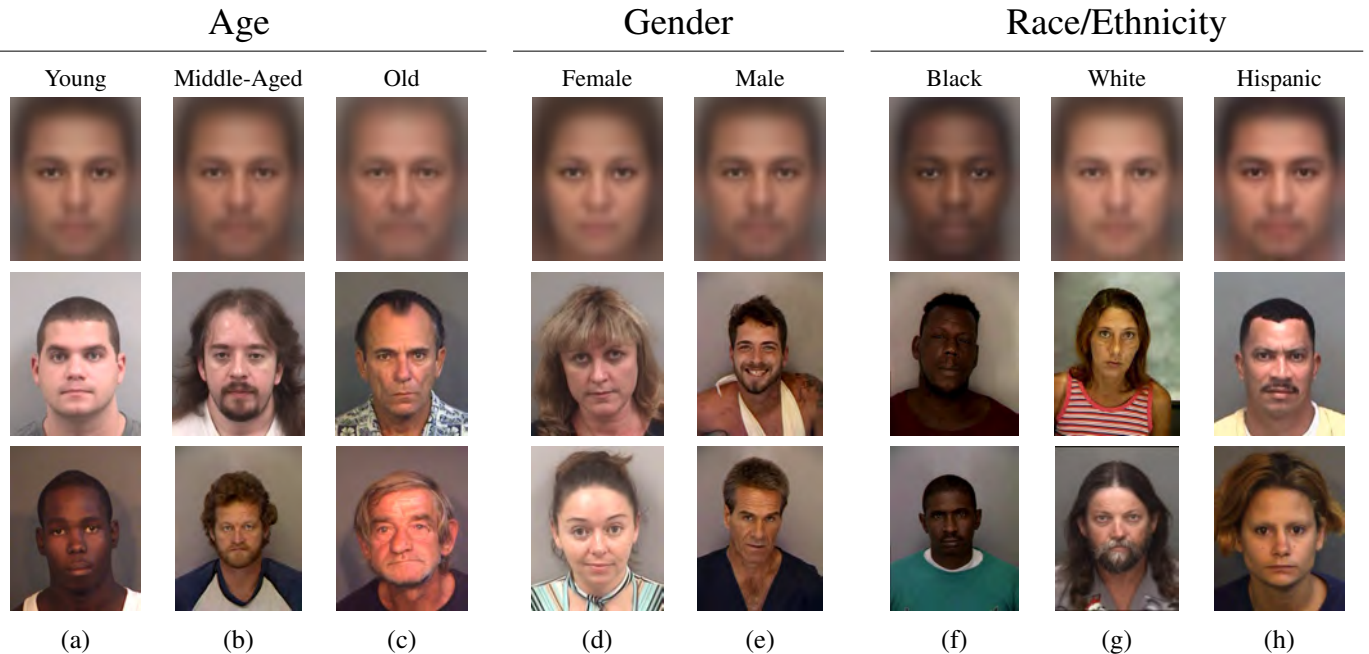 Age Gender Race/Ethnicity
Young Middle-Aged Old Female Male Black White Hispanic
(a) (b) (c) (d) (e) (f) (g) (h)